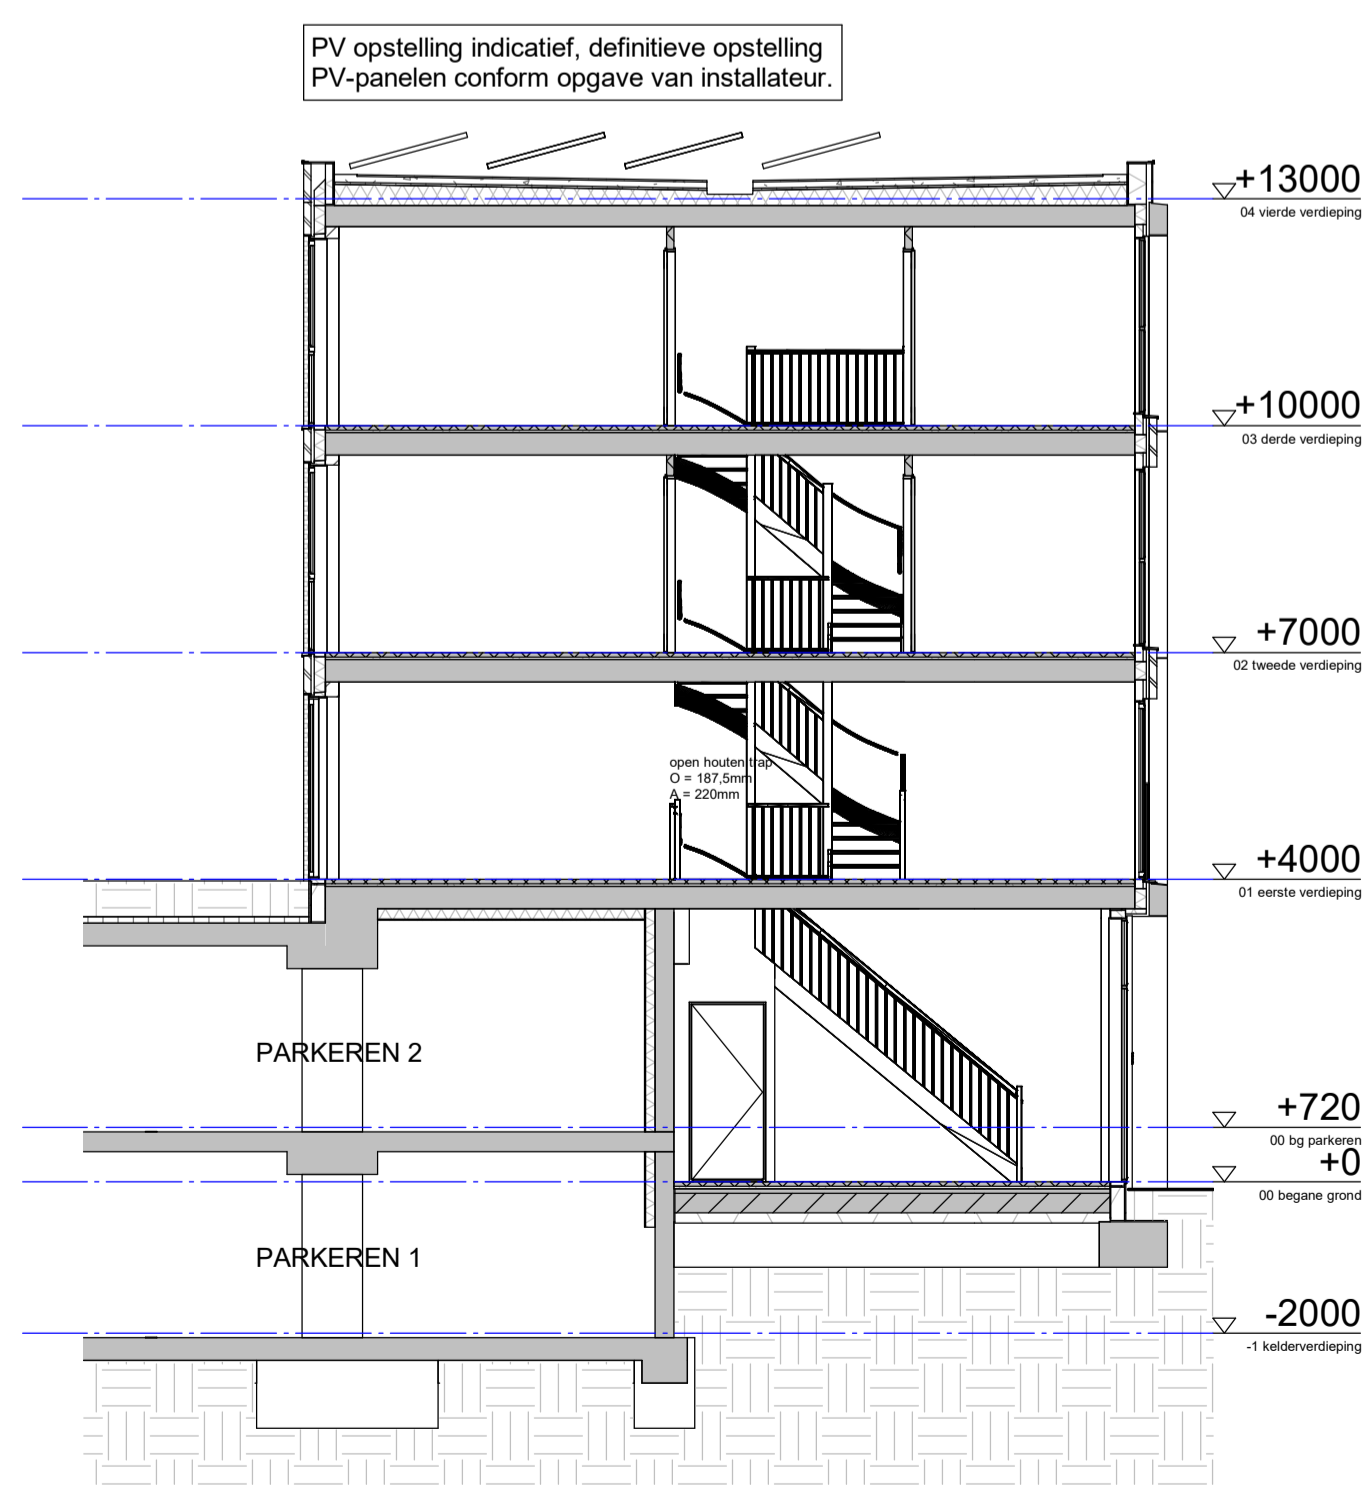 PV opstelling indicatief, definitieve opstelling
PV-panelen conform opgave van installateur.
+13000
04 vierde verdieping
+10000
03 derde verdieping
+7000
02 tweede verdieping
open houten trap
O = 187,5mm
A = 220mm
+4000
01 eerste verdieping
PARKEREN 2
+720
00 bg parkeren
+0
00 begane grond
PARKEREN 1
-2000
-1 kelderverdieping